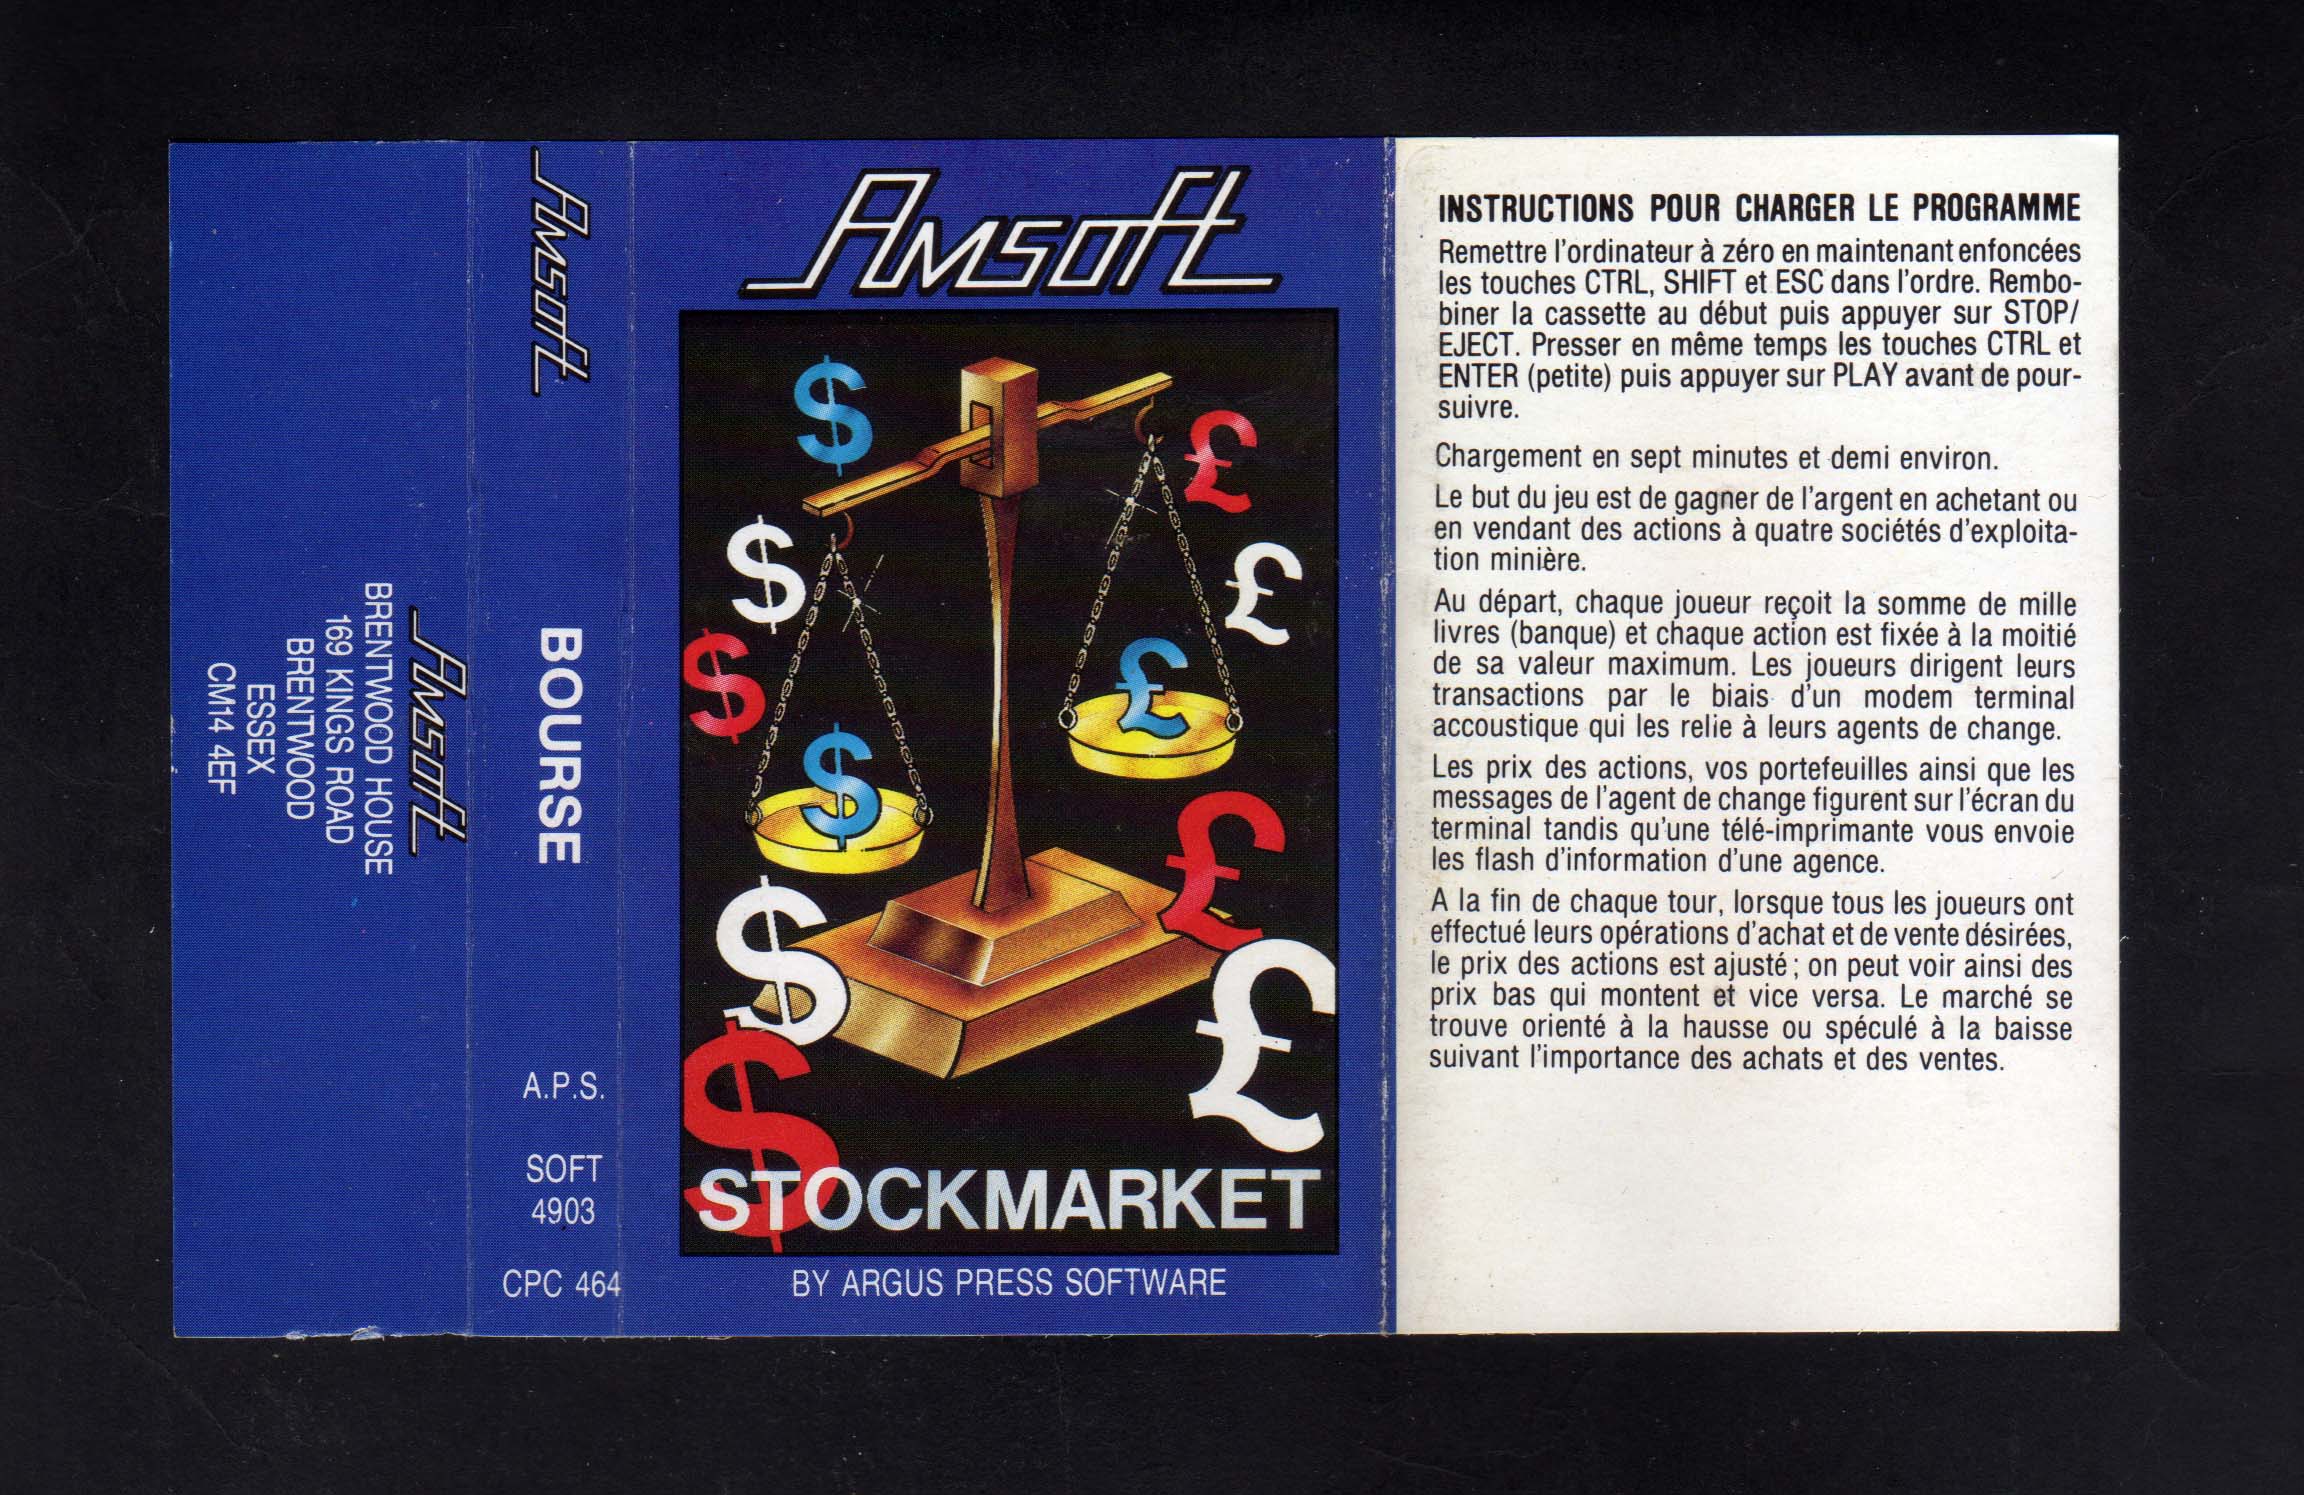 Amsoft
BRENTWOOD HOUSE
169 KINGS ROAD
BRENTWOOD
ESSEX
CM14 4EF
Amsoft
BOURSE
A.P.S.
SOFT
4903
CPC 464
Amsoft
$
£
$
£
$
£
$
£
$
£
$
STOCKMARKET
BY ARGUS PRESS SOFTWARE
INSTRUCTIONS POUR CHARGER LE PROGRAMME
Remettre l'ordinateur à zéro en maintenant enfoncées
les touches CTRL, SHIFT et ESC dans l'ordre. Rembo-
biner la cassette au début puis appuyer sur STOP/
EJECT. Presser en même temps les touches CTRL et
ENTER (petite) puis appuyer sur PLAY avant de pour-
suivre.
Chargement en sept minutes et demi environ.
Le but du jeu est de gagner de l'argent en achetant ou
en vendant des actions à quatre sociétés d'exploita-
tion minière.
Au départ, chaque joueur reçoit la somme de mille
livres (banque) et chaque action est fixée à la moitié
de sa valeur maximum. Les joueurs dirigent leurs
transactions par le biais d'un modem terminal
accoustique qui les relie à leurs agents de change.
Les prix des actions, vos portefeuilles ainsi que les
messages de l'agent de change figurent sur l'écran du
terminal tandis qu'une télé-imprimante vous envoie
les flash d'information d'une agence.
A la fin de chaque tour, lorsque tous les joueurs ont
effectué leurs opérations d'achat et de vente désirées,
le prix des actions est ajusté ; on peut voir ainsi des
prix bas qui montent et vice versa. Le marché se
trouve orienté à la hausse ou spéculé à la baisse
suivant l'importance des achats et des ventes.